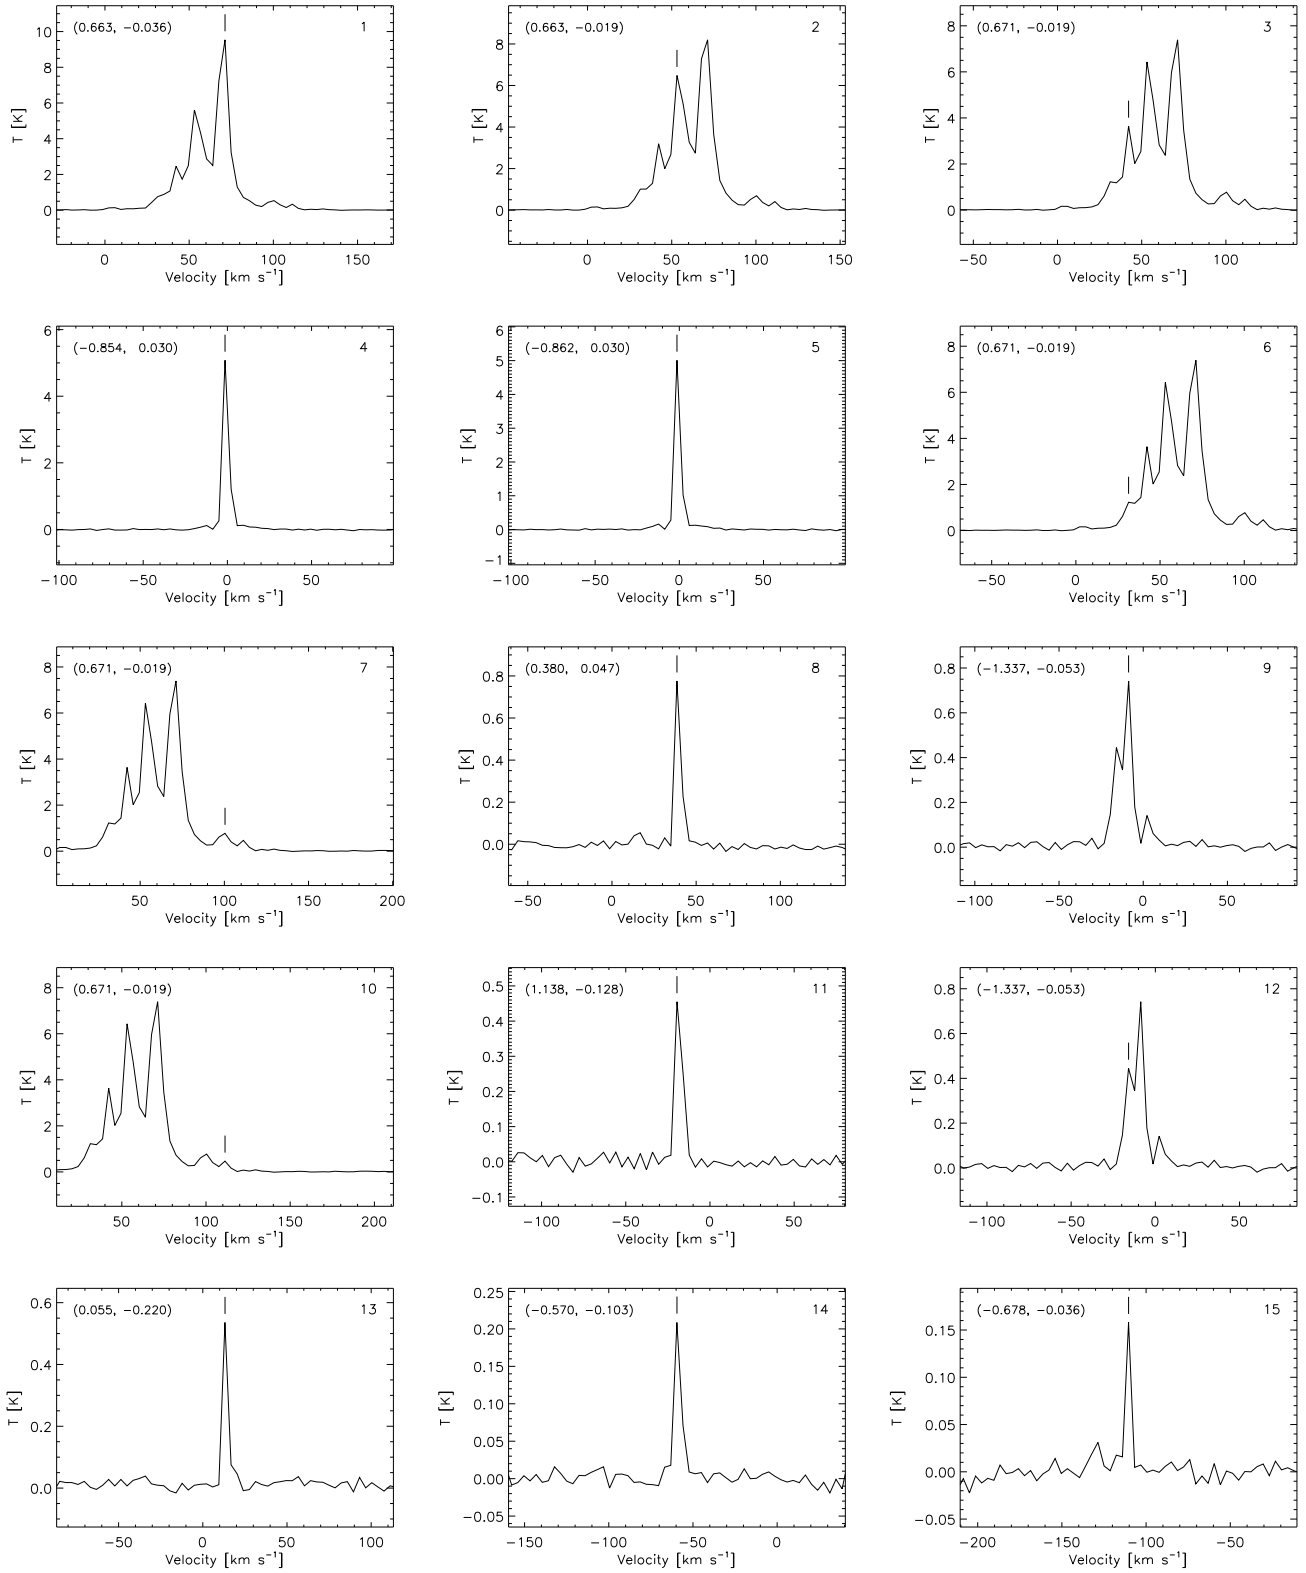 (0.663, −0.036) 1
10
8
6
4
2
0
T [K]
0 50 100 150
Velocity [km s⁻¹]
(0.663, −0.019) 2
8
6
4
2
0
T [K]
0 50 100 150
Velocity [km s⁻¹]
(0.671, −0.019) 3
8
6
4
2
0
T [K]
−50 0 50 100
Velocity [km s⁻¹]
(−0.854, 0.030) 4
6
4
2
0
T [K]
−100 −50 0 50
Velocity [km s⁻¹]
(−0.862, 0.030) 5
6
5
4
3
2
1
0
−1
T [K]
−100 −50 0 50
Velocity [km s⁻¹]
(0.671, −0.019) 6
8
6
4
2
0
T [K]
−50 0 50 100
Velocity [km s⁻¹]
(0.671, −0.019) 7
8
6
4
2
0
T [K]
50 100 150 200
Velocity [km s⁻¹]
(0.380, 0.047) 8
0.8
0.6
0.4
0.2
0.0
T [K]
−50 0 50 100
Velocity [km s⁻¹]
(−1.337, −0.053) 9
0.8
0.6
0.4
0.2
0.0
T [K]
−100 −50 0 50
Velocity [km s⁻¹]
(0.671, −0.019) 10
8
6
4
2
0
T [K]
50 100 150 200
Velocity [km s⁻¹]
(1.138, −0.128) 11
0.5
0.4
0.3
0.2
0.1
0.0
−0.1
T [K]
−100 −50 0 50
Velocity [km s⁻¹]
(−1.337, −0.053) 12
0.8
0.6
0.4
0.2
0.0
T [K]
−100 −50 0 50
Velocity [km s⁻¹]
(0.055, −0.220) 13
0.6
0.4
0.2
0.0
T [K]
−50 0 50 100
Velocity [km s⁻¹]
(−0.570, −0.103) 14
0.25
0.20
0.15
0.10
0.05
0.00
−0.05
T [K]
−150 −100 −50 0
Velocity [km s⁻¹]
(−0.678, −0.036) 15
0.15
0.10
0.05
0.00
−0.05
T [K]
−200 −150 −100 −50
Velocity [km s⁻¹]